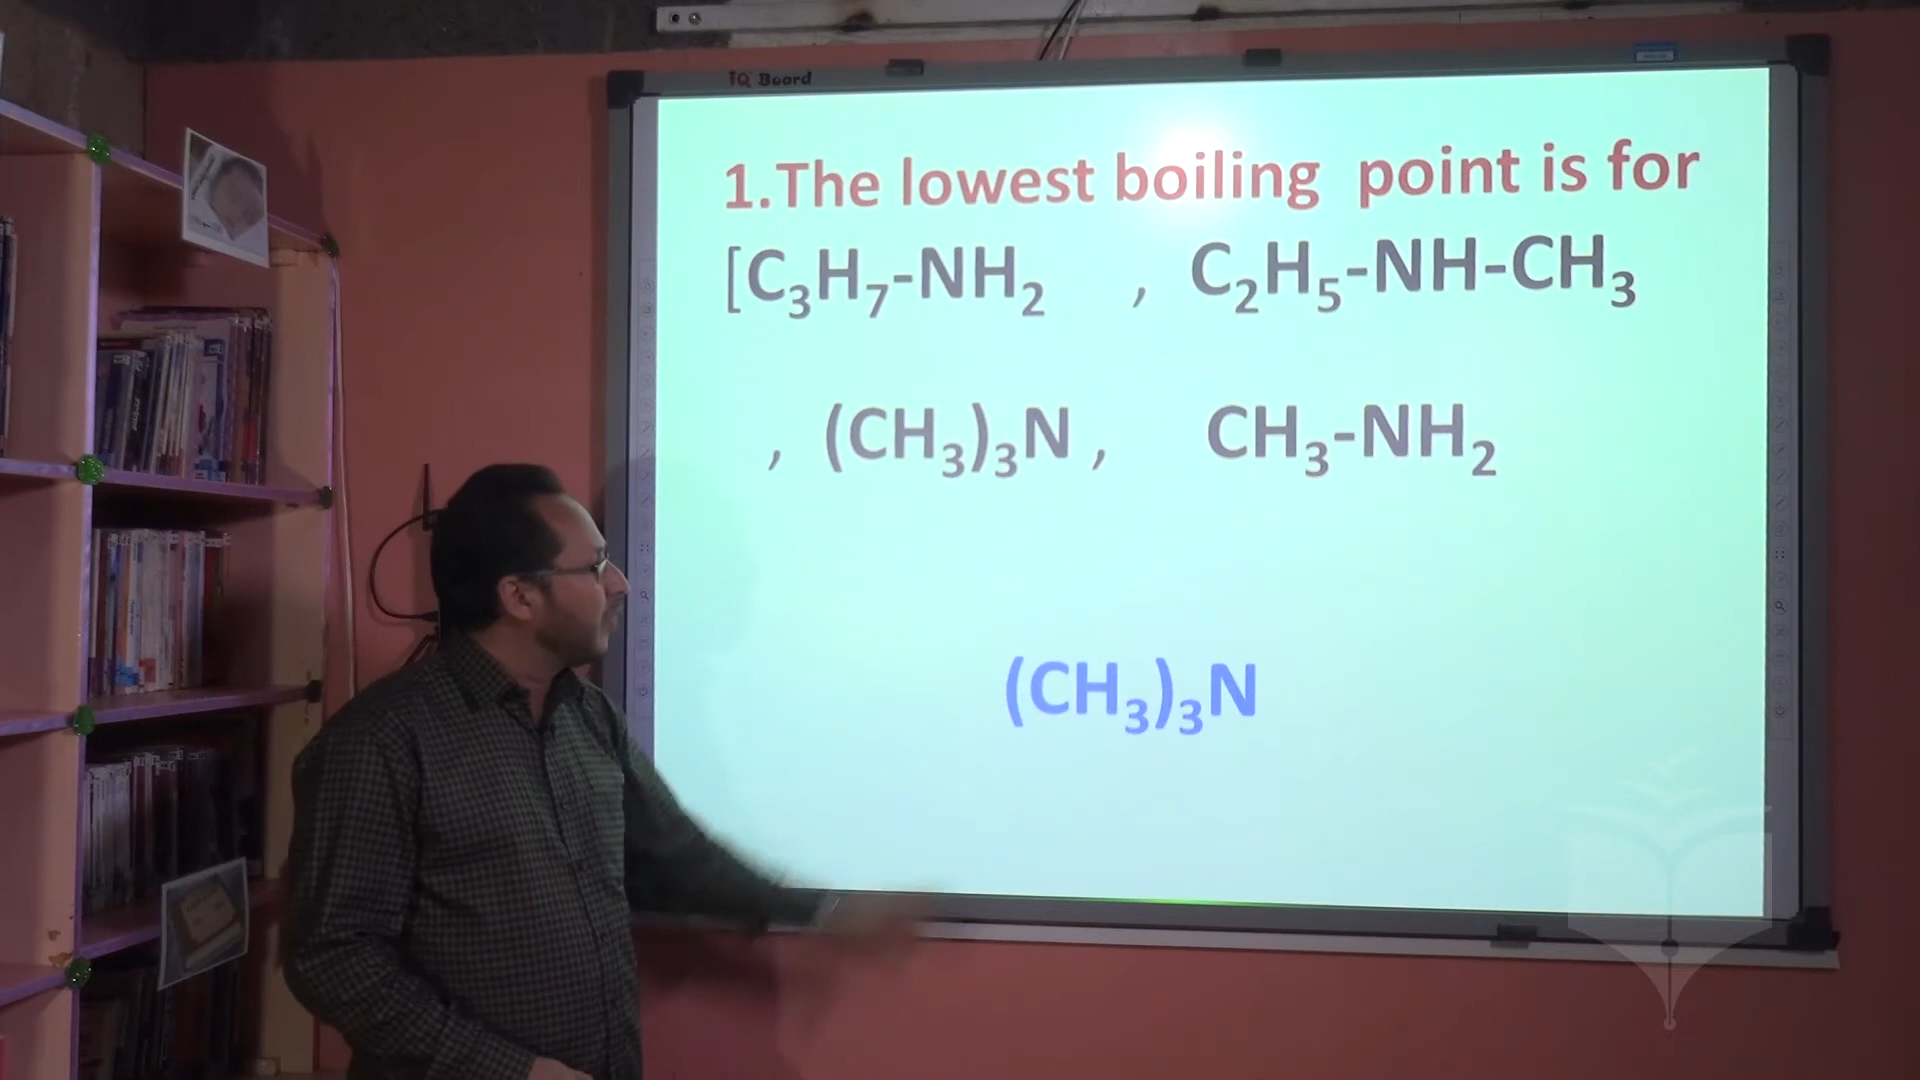 iQ Board
1.The lowest boiling point is for
[C₃H₇-NH₂ , C₂H₅-NH-CH₃
, (CH₃)₃N , CH₃-NH₂
(CH₃)₃N